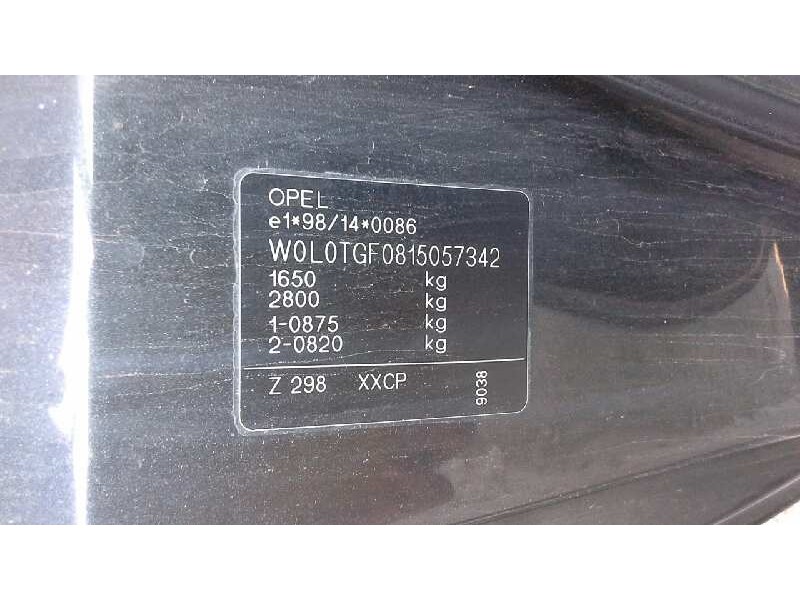 OPEL
e1*98/14*0086
W0L0TGF0815057342
1650 kg
2800 kg
1-0875 kg
2-0820 kg
Z 298 XXCP 9038